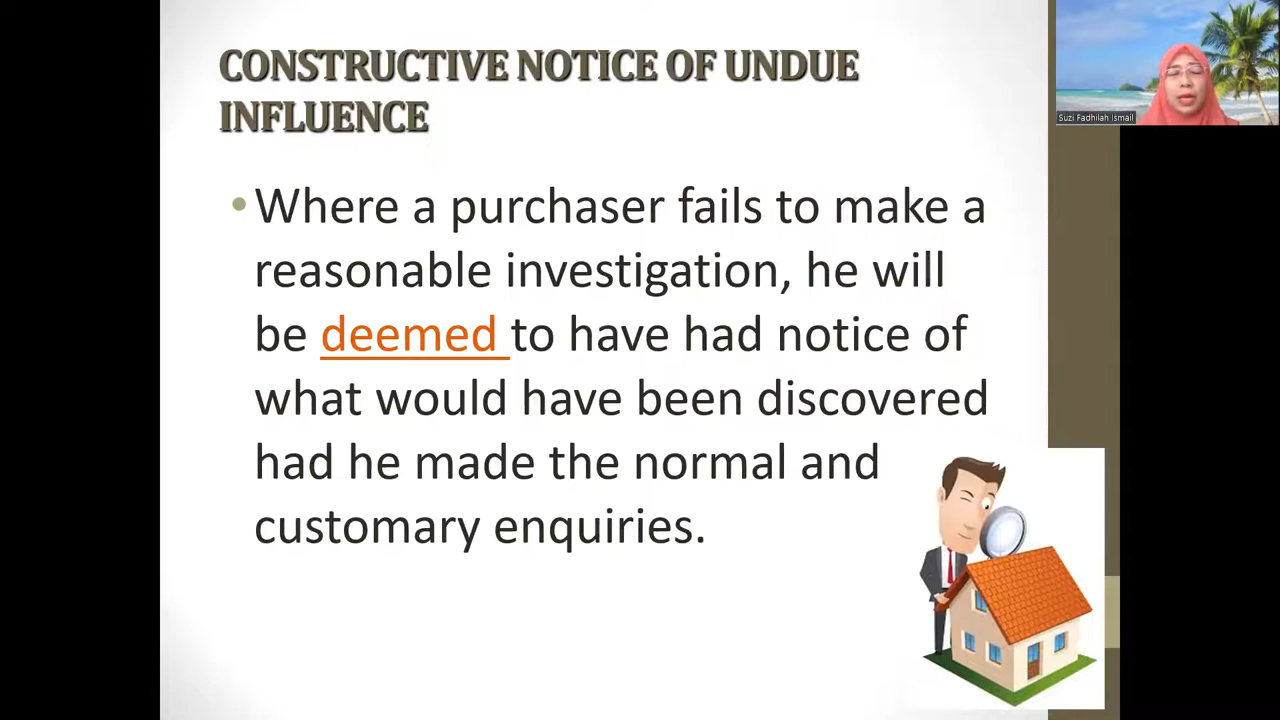 CONSTRUCTIVE NOTICE OF UNDUE
INFLUENCE
• Where a purchaser fails to make a
reasonable investigation, he will
be deemed to have had notice of
what would have been discovered
had he made the normal and
customary enquiries.
Suzi Fadhilah Ismail